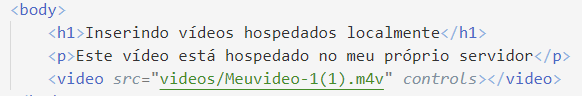 <body>
<h1>Inserindo vídeos hospedados localmente</h1>
<p>Este vídeo está hospedado no meu próprio servidor</p>
<video src="videos/Meuvideo-1(1).m4v" controls></video>